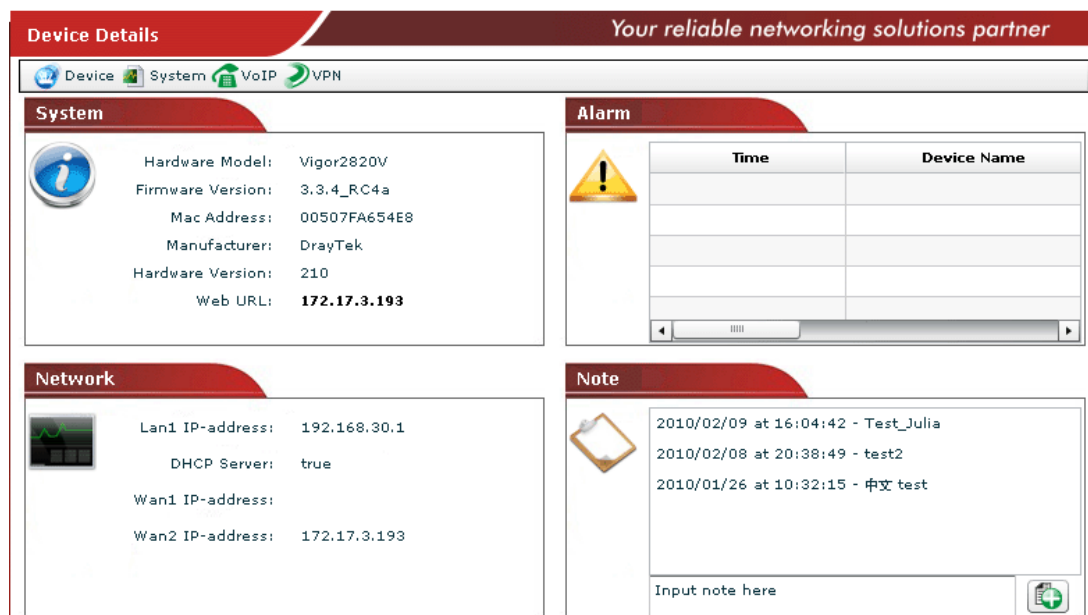 Device Details
Your reliable networking solutions partner
Device System VoIP VPN
System
Hardware Model: Vigor2820V
Firmware Version: 3.3.4_RC4a
Mac Address: 00507FA654E8
Manufacturer: DrayTek
Hardware Version: 210
Web URL: 172.17.3.193
Alarm
Time Device Name
Network
Lan1 IP-address: 192.168.30.1
DHCP Server: true
Wan1 IP-address:
Wan2 IP-address: 172.17.3.193
Note
2010/02/09 at 16:04:42 - Test_Julia
2010/02/08 at 20:38:49 - test2
2010/01/26 at 10:32:15 - 中文 test
Input note here